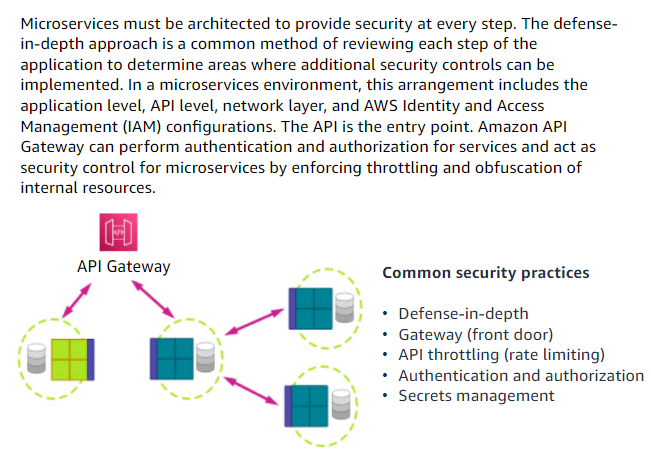 Microservices must be architected to provide security at every step. The defense-
in-depth approach is a common method of reviewing each step of the
application to determine areas where additional security controls can be
implemented. In a microservices environment, this arrangement includes the
application level, API level, network layer, and AWS Identity and Access
Management (IAM) configurations. The API is the entry point. Amazon API
Gateway can perform authentication and authorization for services and act as
security control for microservices by enforcing throttling and obfuscation of
internal resources.
API Gateway
Common security practices
• Defense-in-depth
• Gateway (front door)
• API throttling (rate limiting)
• Authentication and authorization
• Secrets management